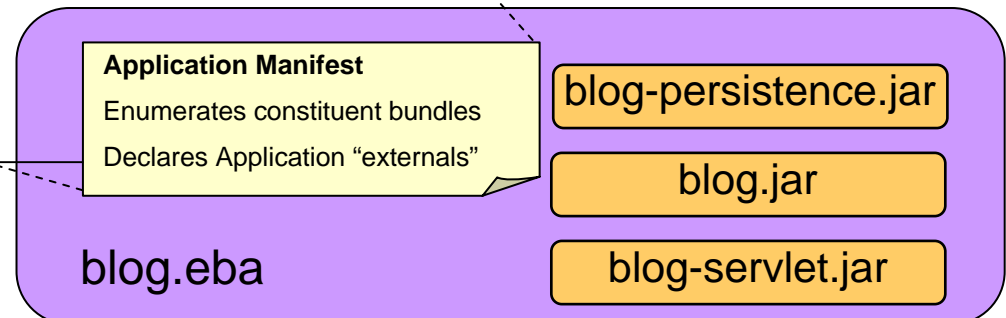 Application Manifest
Enumerates constituent bundles
Declares Application “externals”
blog.eba
blog-persistence.jar
blog.jar
blog-servlet.jar